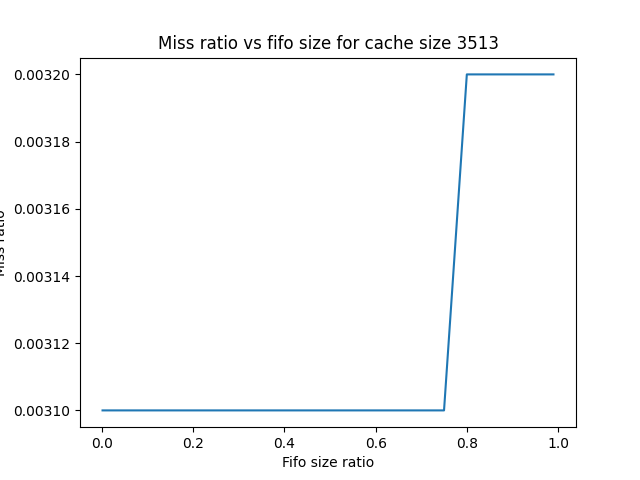 Miss ratio vs fifo size for cache size 3513
0.00320
0.00318
0.00316
0.00314
0.00312
0.00310
Miss ratio
0.0 0.2 0.4 0.6 0.8 1.0
Fifo size ratio